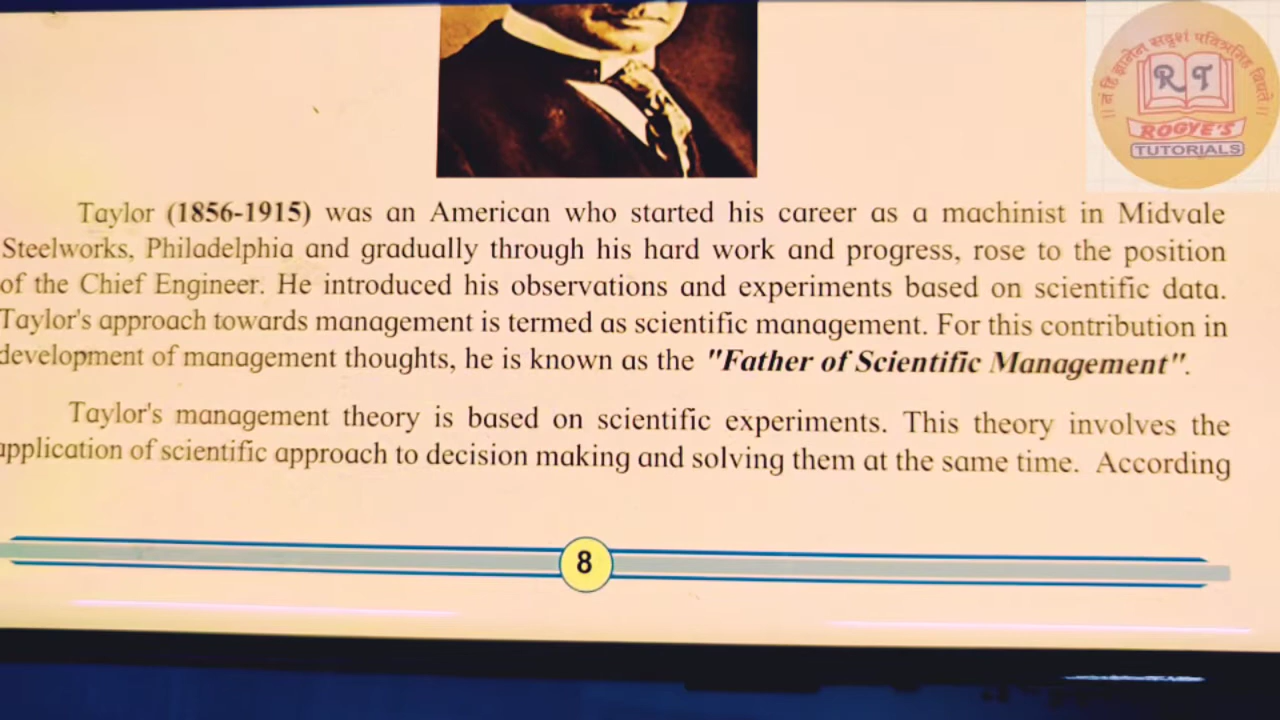 ।। न हि ज्ञानेन सदृशं पवित्रमिह विद्यते ।।
R T
ROGYE'S
TUTORIALS
Taylor (1856-1915) was an American who started his career as a machinist in Midvale
Steelworks, Philadelphia and gradually through his hard work and progress, rose to the position
of the Chief Engineer. He introduced his observations and experiments based on scientific data.
Taylor's approach towards management is termed as scientific management. For this contribution in
development of management thoughts, he is known as the "Father of Scientific Management".
Taylor's management theory is based on scientific experiments. This theory involves the
application of scientific approach to decision making and solving them at the same time. According
8